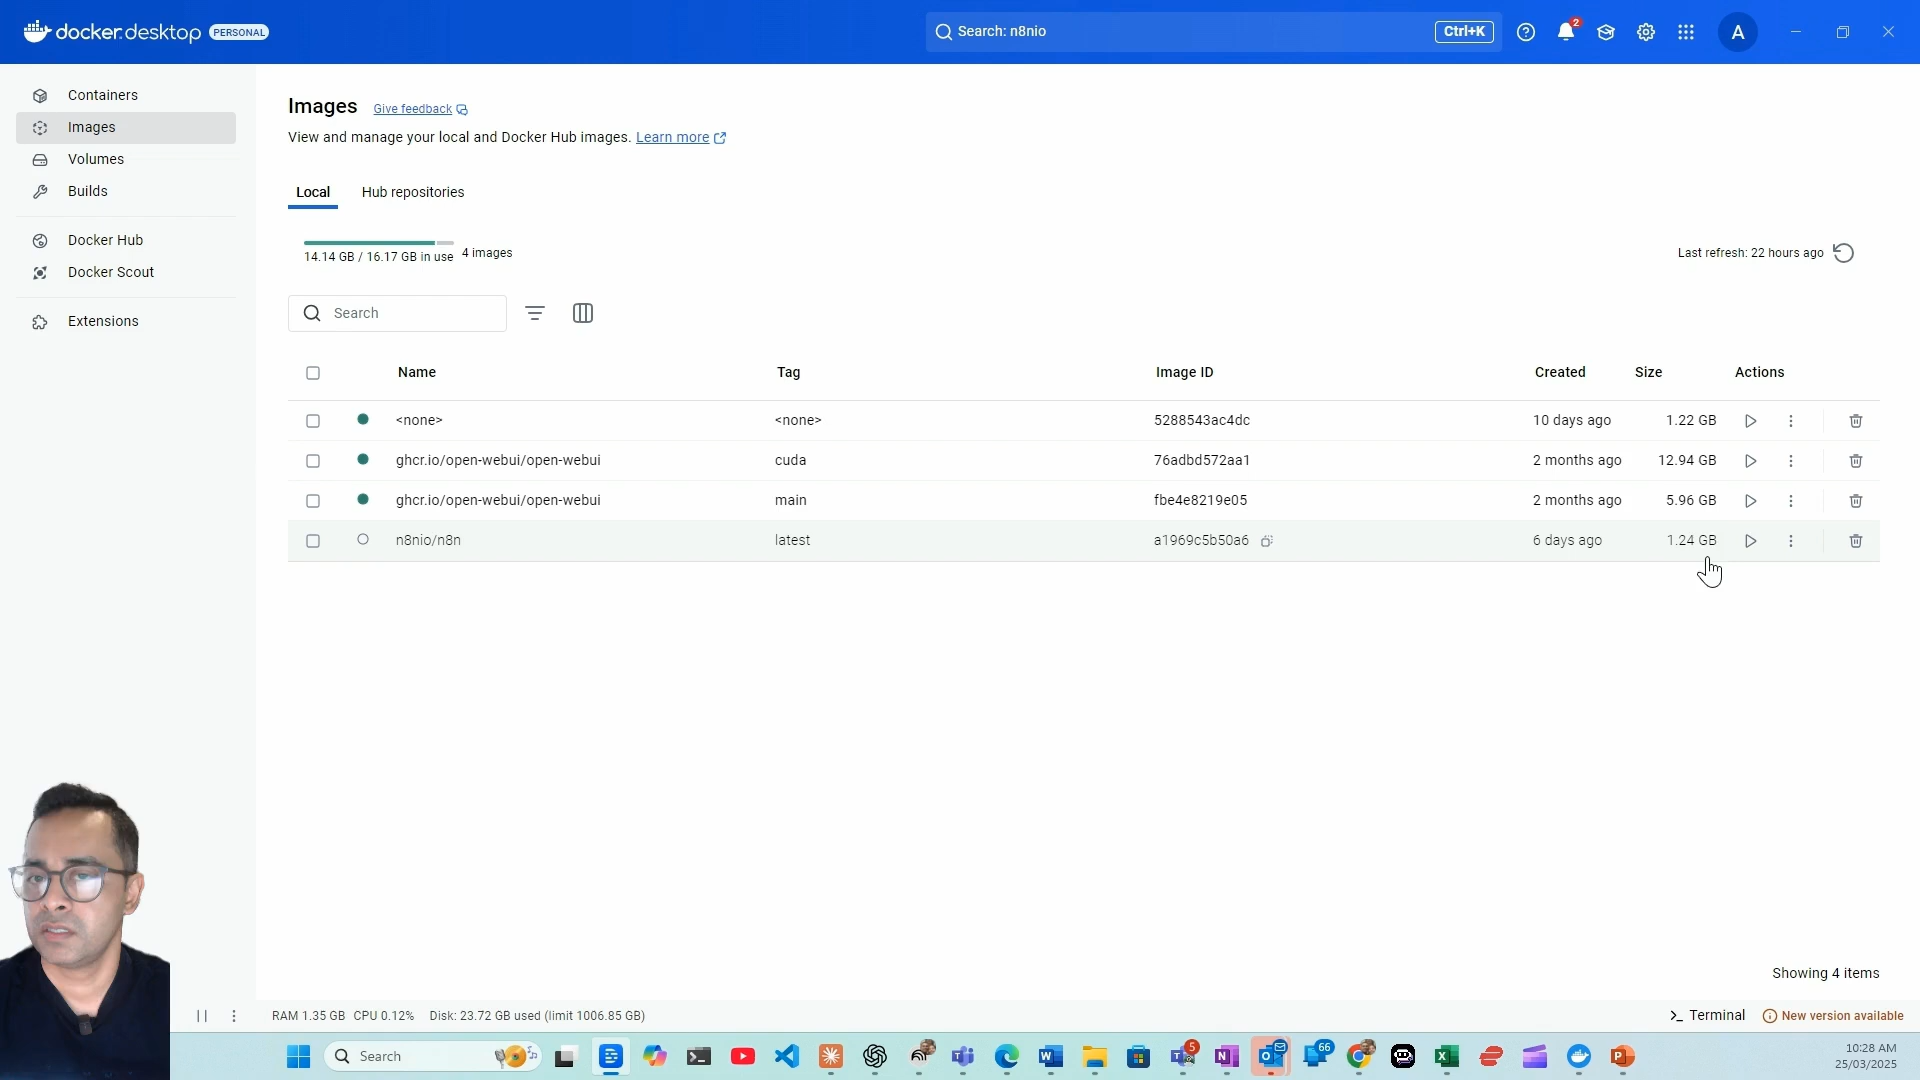 docker.desktop PERSONAL
Search: n8nio
Ctrl+K
2
A
Containers
Images
Volumes
Builds
Docker Hub
Docker Scout
Extensions
Images Give feedback
View and manage your local and Docker Hub images. Learn more
Local Hub repositories
14.14 GB / 16.17 GB in use 4 images
Last refresh: 22 hours ago
Search
Name Tag Image ID Created Size Actions
<none> <none> 5288543ac4dc 10 days ago 1.22 GB
ghcr.io/open-webui/open-webui cuda 76adbd572aa1 2 months ago 12.94 GB
ghcr.io/open-webui/open-webui main fbe4e8219e05 2 months ago 5.96 GB
n8nio/n8n latest a1969c5b50a6 6 days ago 1.24 GB
Showing 4 items
RAM 1.35 GB CPU 0.12% Disk: 23.72 GB used (limit 1006.85 GB)
Terminal New version available
Search
5
66
10:28 AM
25/03/2025